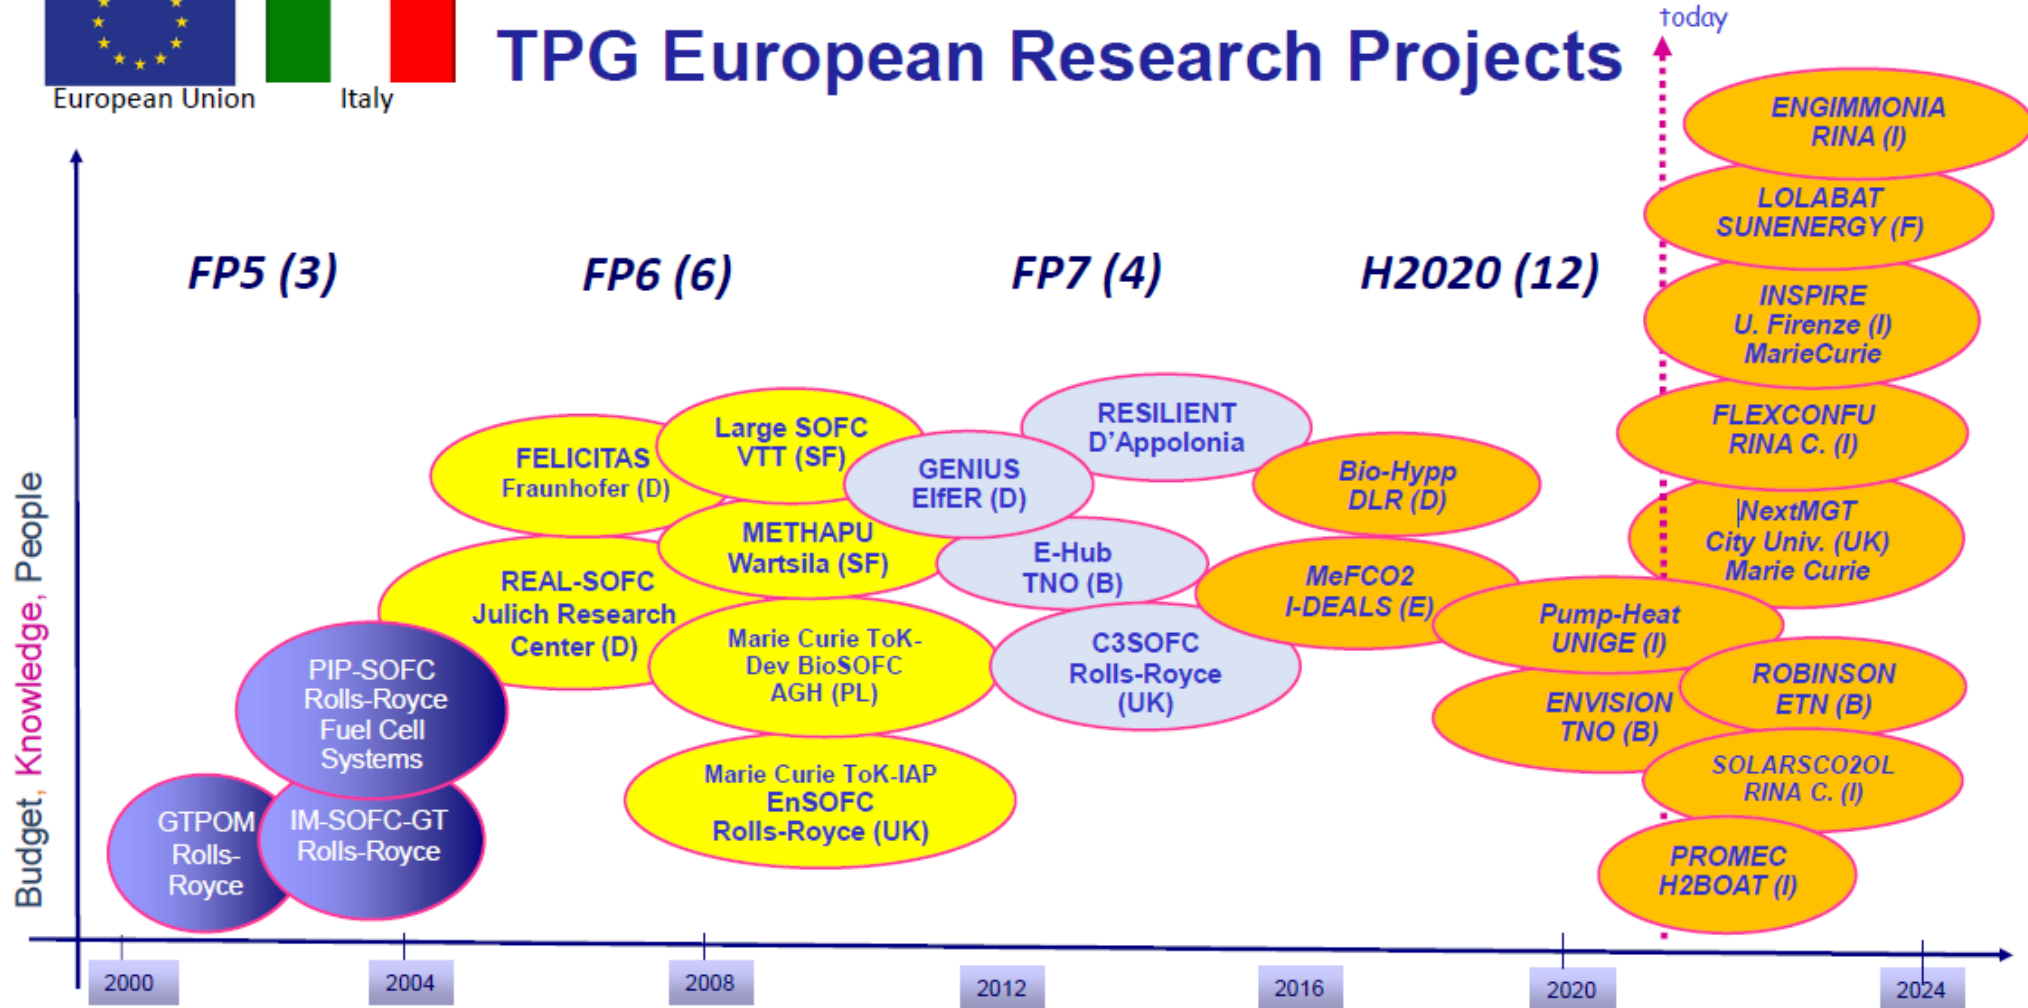 today
TPG European Research Projects
European Union
Italy
FP5 (3)
FP6 (6)
FP7 (4)
H2020 (12)
Budget, Knowledge, People
GTPOM
Rolls-
Royce
IM-SOFC-GT
Rolls-Royce
PIP-SOFC
Rolls-Royce
Fuel Cell
Systems
FELICITAS
Fraunhofer (D)
REAL-SOFC
Julich Research
Center (D)
Large SOFC
VTT (SF)
METHAPU
Wartsila (SF)
Marie Curie ToK-
Dev BioSOFC
AGH (PL)
Marie Curie ToK-IAP
EnSOFC
Rolls-Royce (UK)
GENIUS
EIfER (D)
RESILIENT
D'Appolonia
E-Hub
TNO (B)
C3SOFC
Rolls-Royce
(UK)
Bio-Hypp
DLR (D)
MeFCO2
I-DEALS (E)
Pump-Heat
UNIGE (I)
ENVISION
TNO (B)
ENGIMMONIA
RINA (I)
LOLABAT
SUNENERGY (F)
INSPIRE
U. Firenze (I)
MarieCurie
FLEXCONFU
RINA C. (I)
NextMGT
City Univ. (UK)
Marie Curie
ROBINSON
ETN (B)
SOLARSCO2OL
RINA C. (I)
PROMEC
H2BOAT (I)
2000
2004
2008
2012
2016
2020
2024